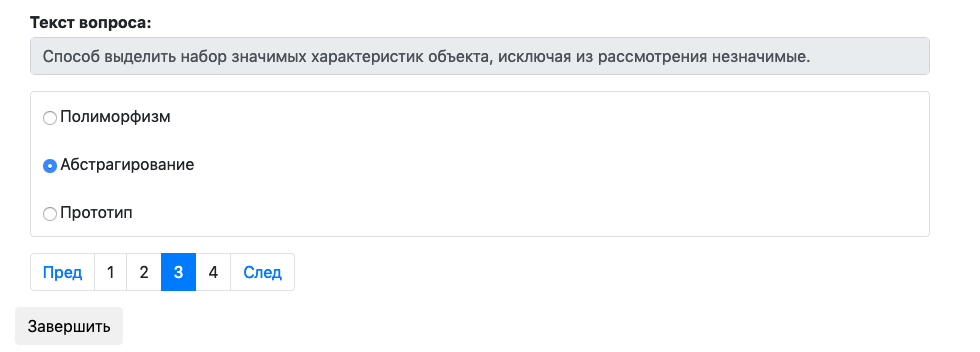 Текст вопроса:
Способ выделить набор значимых характеристик объекта, исключая из рассмотрения незначимые.
Полиморфизм
Абстрагирование
Прототип
Пред 1 2 3 4 След
Завершить